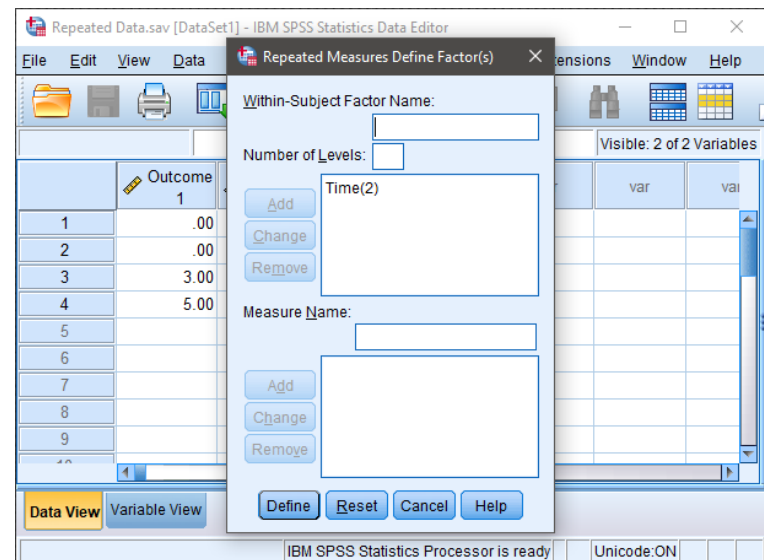 Repeated Data.sav [DataSet1] - IBM SPSS Statistics Data Editor
File Edit View Data Window Help
Visible: 2 of 2 Variables
Outcome
1
var
1 .00
2 .00
3 3.00
4 5.00
5
6
7
8
9
Data View Variable View
IBM SPSS Statistics Processor is ready Unicode:ON
Repeated Measures Define Factor(s)
Within-Subject Factor Name:
Number of Levels:
Add
Change
Remove
Time(2)
Measure Name:
Add
Change
Remove
Define Reset Cancel Help